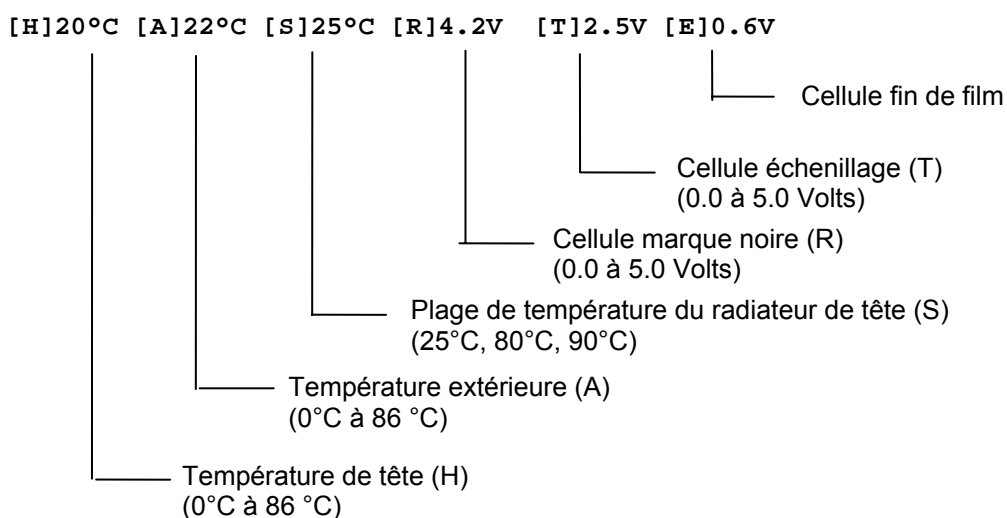 [H]20°C [A]22°C [S]25°C [R]4.2V [T]2.5V [E]0.6V
Cellule fin de film
Cellule échenillage (T)
(0.0 à 5.0 Volts)
Cellule marque noire (R)
(0.0 à 5.0 Volts)
Plage de température du radiateur de tête (S)
(25°C, 80°C, 90°C)
Température extérieure (A)
(0°C à 86 °C)
Température de tête (H)
(0°C à 86 °C)